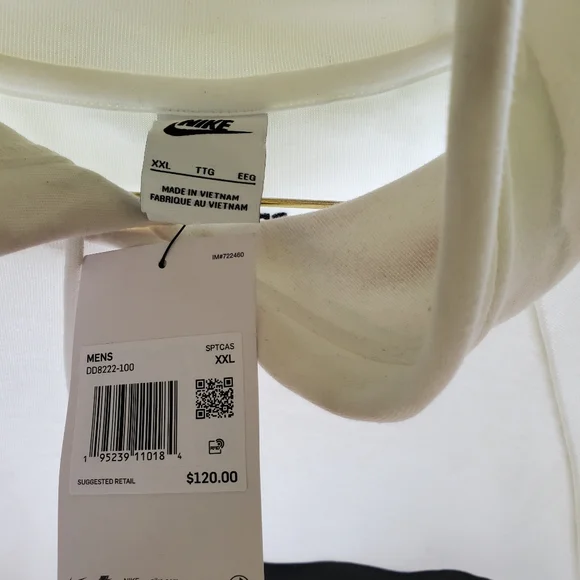 NIKE
XXL TTG EEG
MADE IN VIETNAM
FABRIQUE AU VIETNAM
IM#722460
MENS
DD8222-100
SPTCAS
XXL
1 95239 11018 4
SUGGESTED RETAIL
$120.00
NIKE